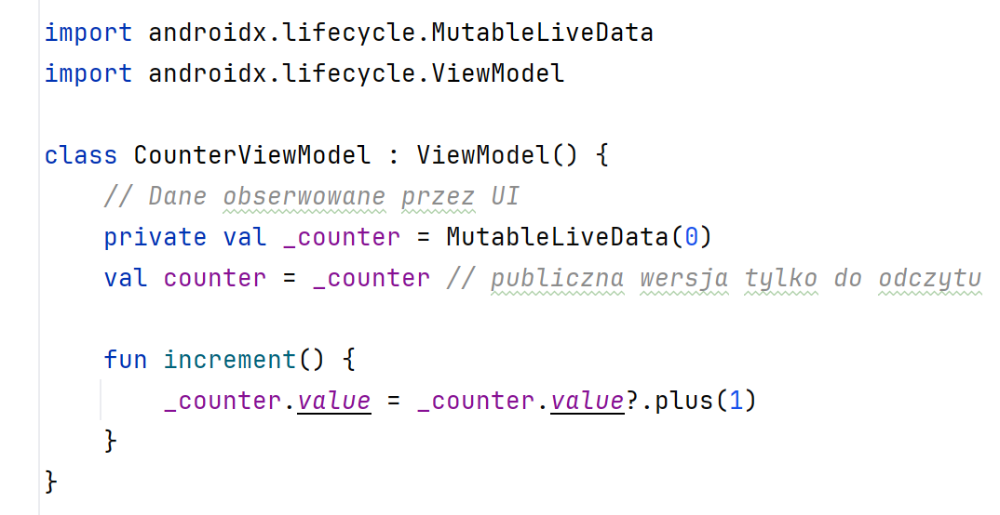 import androidx.lifecycle.MutableLiveData
import androidx.lifecycle.ViewModel
class CounterViewModel : ViewModel() {
    // Dane obserwowane przez UI
    private val _counter = MutableLiveData(0)
    val counter = _counter // publiczna wersja tylko do odczytu
    fun increment() {
        _counter.value = _counter.value?.plus(1)
    }
}